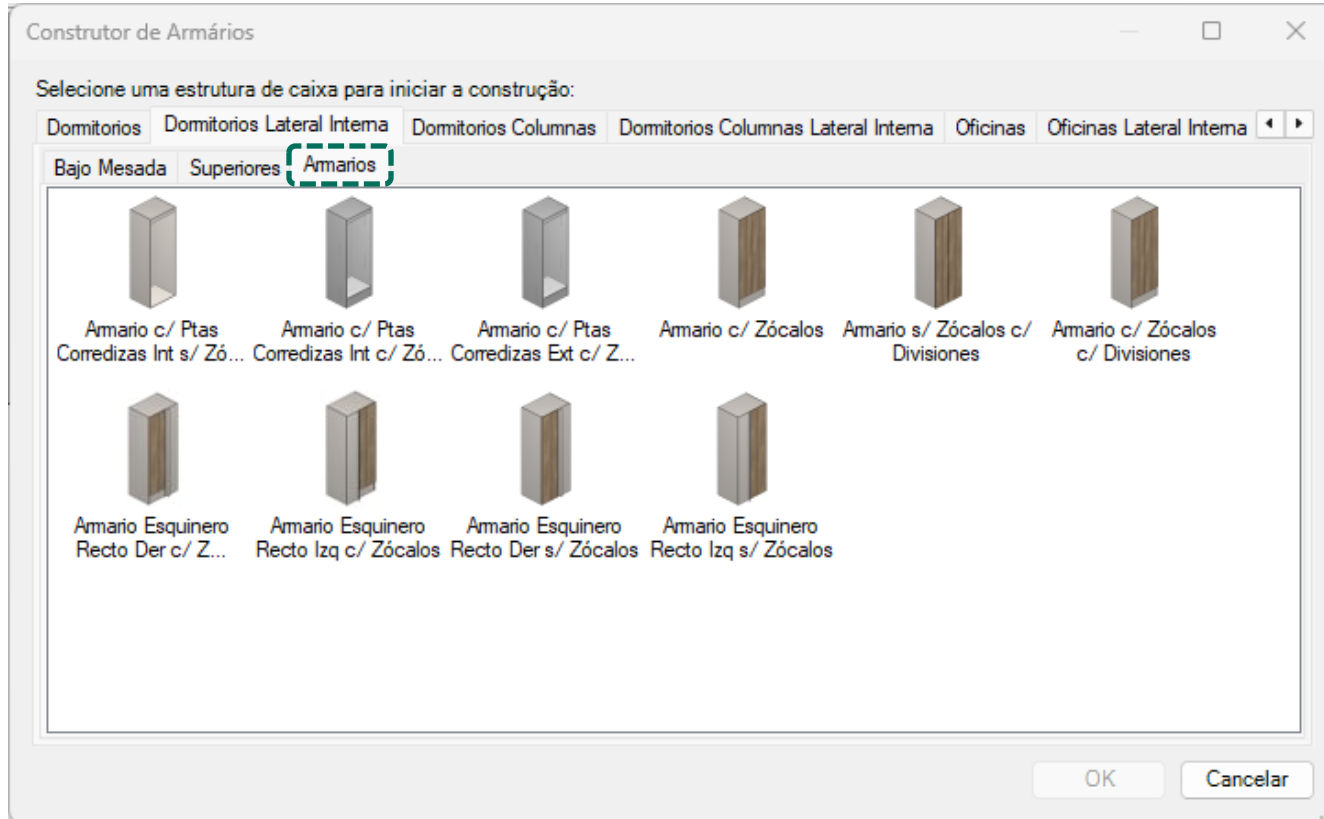 Construtor de Armários
Selecione uma estrutura de caixa para iniciar a construção:
Dormitorios Dormitorios Lateral Interna Dormitorios Columnas Dormitorios Columnas Lateral Interna Oficinas Oficinas Lateral Interna
Bajo Mesada Superiores Armarios
Armario c/ Ptas
Corredizas Int s/ Zó...
Armario c/ Ptas
Corredizas Int c/ Zó...
Armario c/ Ptas
Corredizas Ext c/ Z...
Armario c/ Zócalos
Armario s/ Zócalos c/
Divisiones
Armario c/ Zócalos
c/ Divisiones
Armario Esquinero
Recto Der c/ Z...
Armario Esquinero
Recto Izq c/ Zócalos
Armario Esquinero
Recto Der s/ Zócalos
Armario Esquinero
Recto Izq s/ Zócalos
OK Cancelar